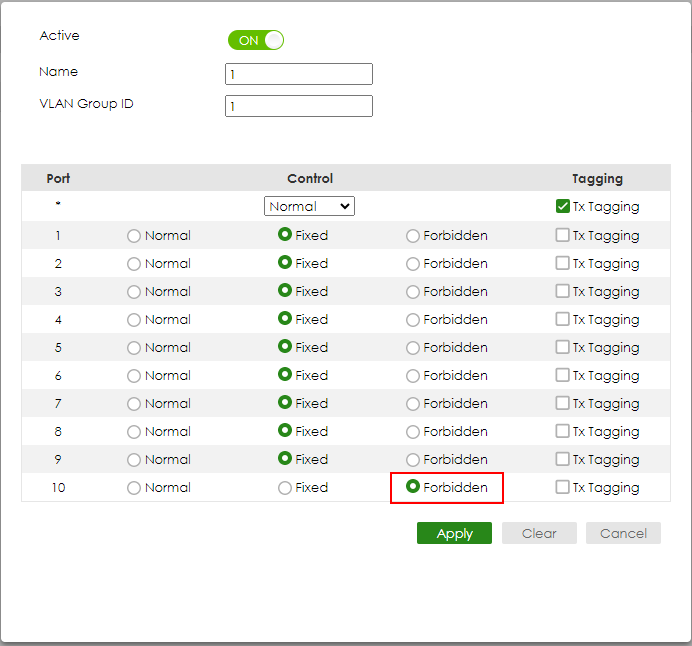 Active ON
Name 1
VLAN Group ID 1
Port Control Tagging
* Normal Tx Tagging
1 Normal Fixed Forbidden Tx Tagging
2 Normal Fixed Forbidden Tx Tagging
3 Normal Fixed Forbidden Tx Tagging
4 Normal Fixed Forbidden Tx Tagging
5 Normal Fixed Forbidden Tx Tagging
6 Normal Fixed Forbidden Tx Tagging
7 Normal Fixed Forbidden Tx Tagging
8 Normal Fixed Forbidden Tx Tagging
9 Normal Fixed Forbidden Tx Tagging
10 Normal Fixed Forbidden Tx Tagging
Apply Clear Cancel